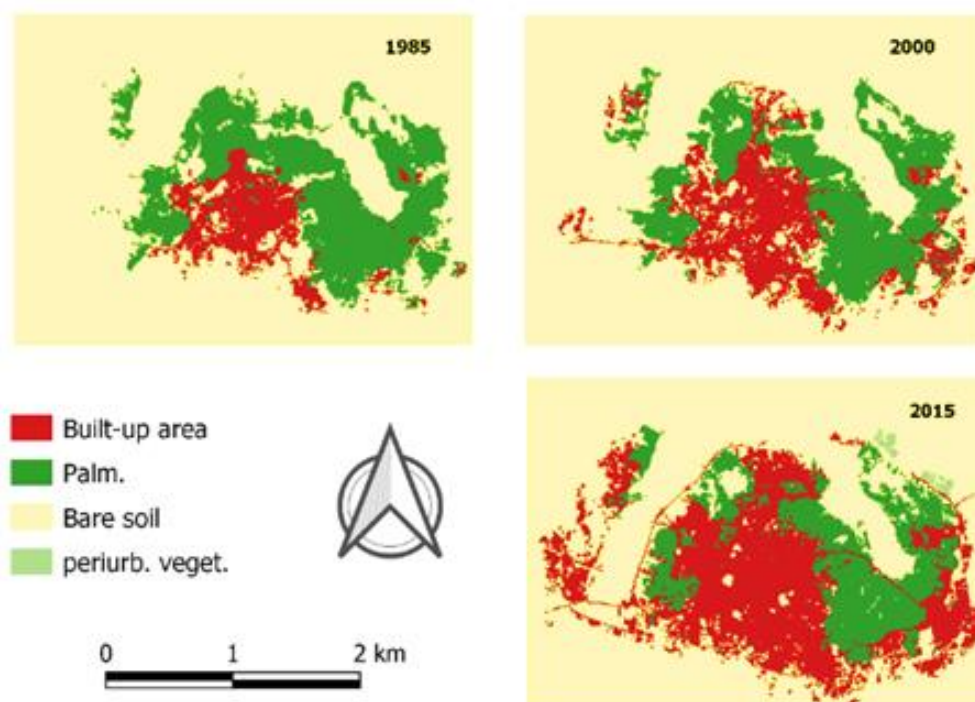 1985
2000
Built-up area
Palm.
Bare soil
periurb. veget.
0 1 2 km
2015